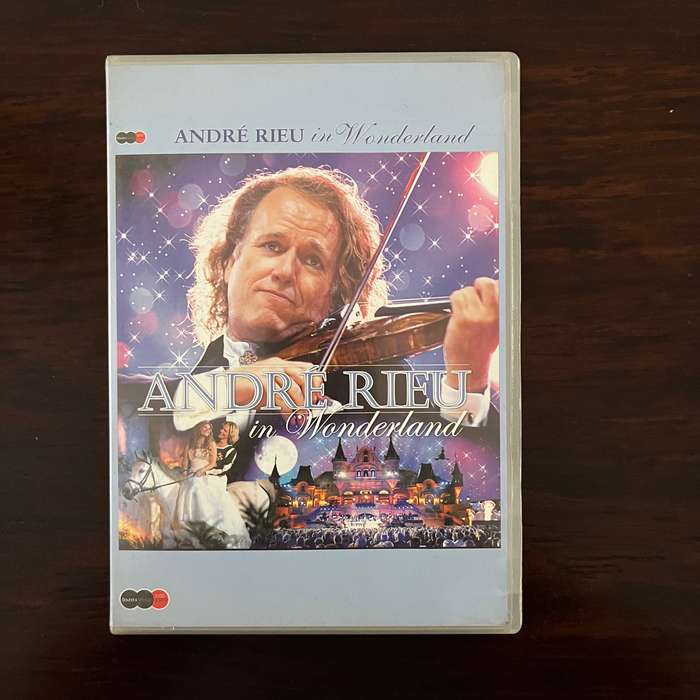 ANDRÉ RIEU in Wonderland
ANDRÉ RIEU
in Wonderland